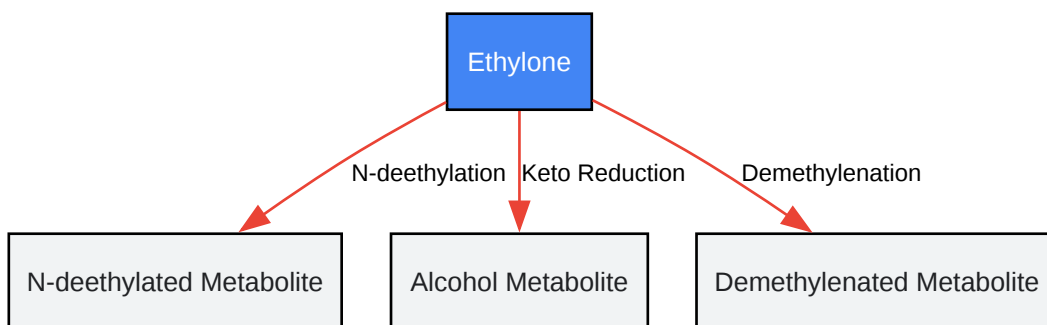 Ethylone
N-deethylation
Keto Reduction
Demethylenation
N-deethylated Metabolite
Alcohol Metabolite
Demethylenated Metabolite